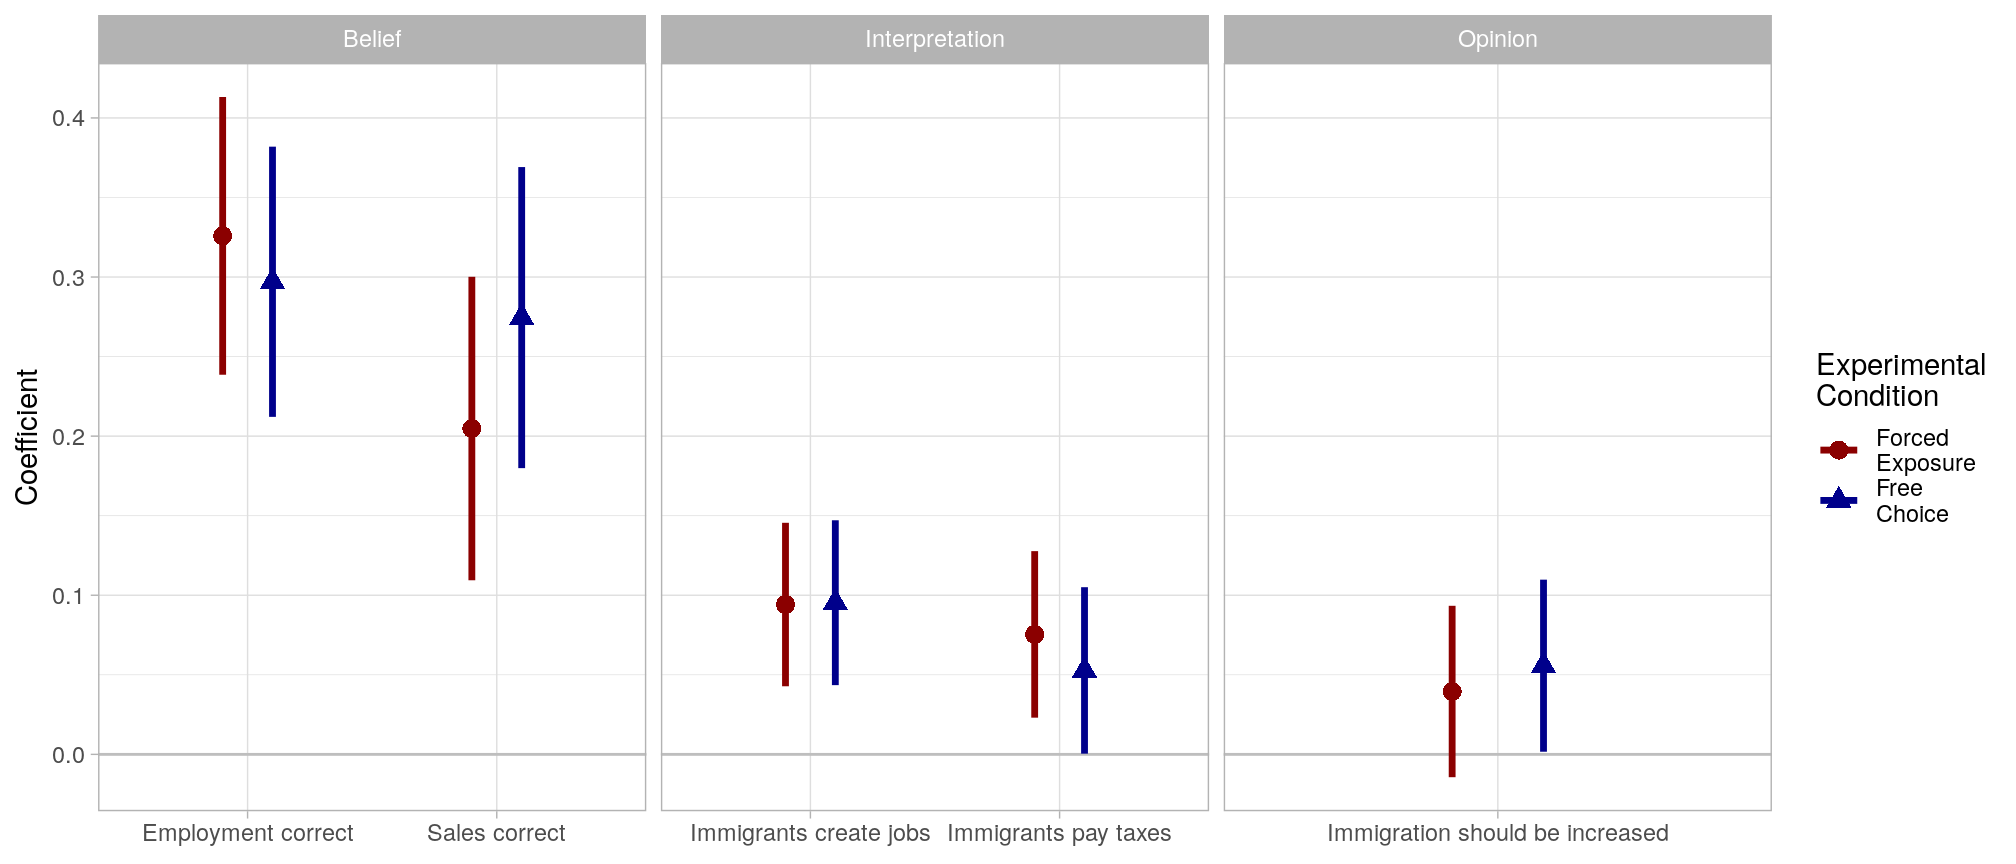 Belief
Interpretation
Opinion
Coefficient
0.4
0.3
0.2
0.1
0.0
Employment correct
Sales correct
Immigrants create jobs
Immigrants pay taxes
Immigration should be increased
Experimental
Condition
Forced
Exposure
Free
Choice